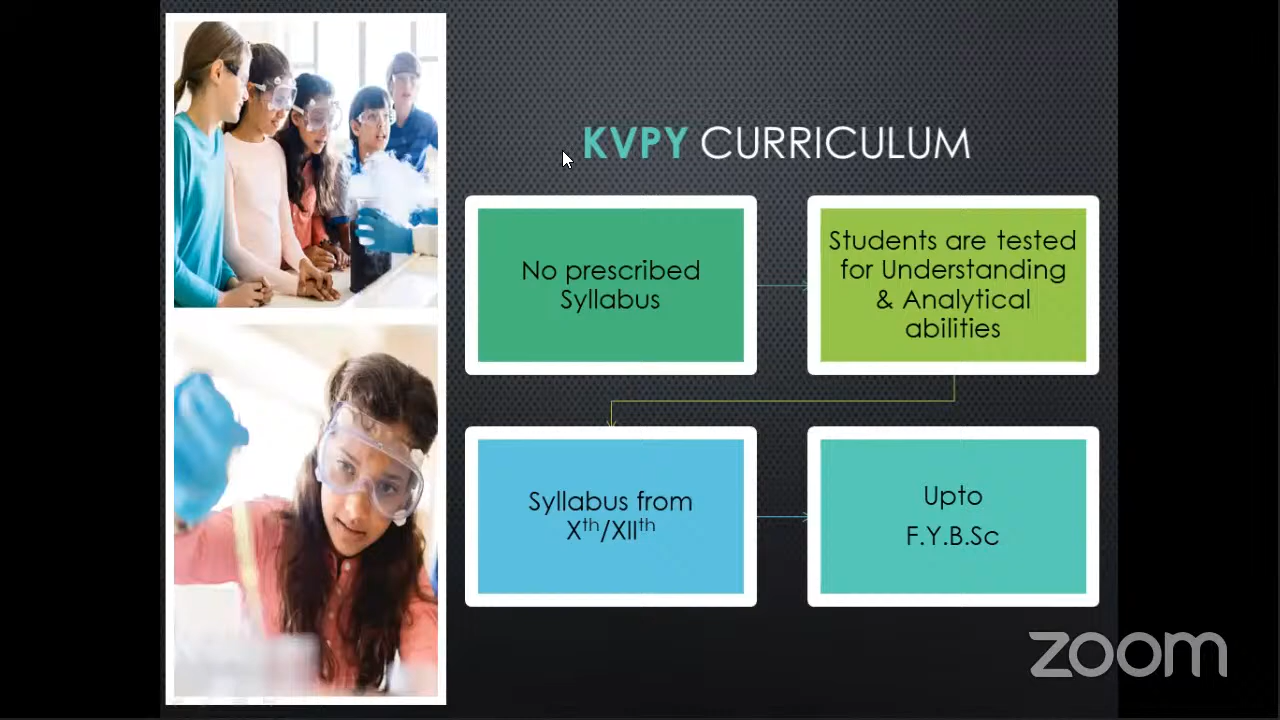 KVPY CURRICULUM
No prescribed
Syllabus
Students are tested
for Understanding
& Analytical
abilities
Syllabus from
Xth/XIIth
Upto
F.Y.B.Sc
zoom